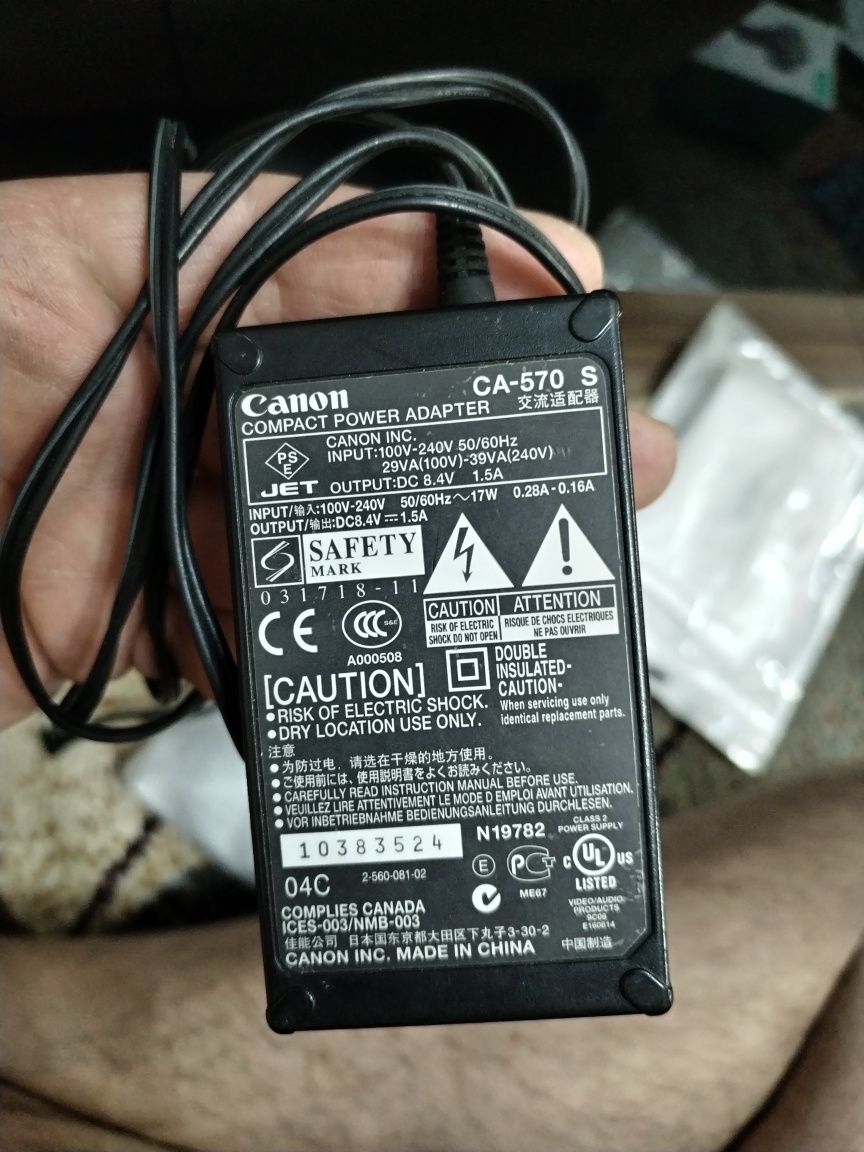 Canon
CA-570 S
COMPACT POWER ADAPTER 交流适配器
PS
E
JET
CANON INC.
INPUT:100V-240V 50/60Hz
29VA(100V)-39VA(240V)
OUTPUT:DC 8.4V 1.5A
INPUT/输入:100V-240V 50/60Hz～17W 0.28A-0.16A
OUTPUT/输出:DC8.4V ⎓ 1.5A
SAFETY
MARK
031718-11
CE
CCC S&E
A000508
CAUTION
RISK OF ELECTRIC
SHOCK DO NOT OPEN
ATTENTION
RISQUE DE CHOCS ELECTRIQUES
NE PAS OUVRIR
DOUBLE
INSULATED-
CAUTION-
When servicing use only
identical replacement parts.
[CAUTION]
●RISK OF ELECTRIC SHOCK.
●DRY LOCATION USE ONLY.
注意
●为防过电，请选在干燥的地方使用。
●ご使用前には、使用説明書をよくお読みください。
●CAREFULLY READ INSTRUCTION MANUAL BEFORE USE.
●VEUILLEZ LIRE ATTENTIVEMENT LE MODE D EMPLOI AVANT UTILISATION.
●VOR INBETRIEBNAHME BEDIENUNGSANLEITUNG DURCHLESEN.
10383524
N19782
CLASS 2
POWER SUPPLY
04C
2-560-081-02
E
РСТ
ME67
c UL US
LISTED
VIDEO/AUDIO
PRODUCTS
9C06
E160614
COMPLIES CANADA
ICES-003/NMB-003
佳能公司 日本国东京都大田区下丸子3-30-2
CANON INC. MADE IN CHINA 中国制造